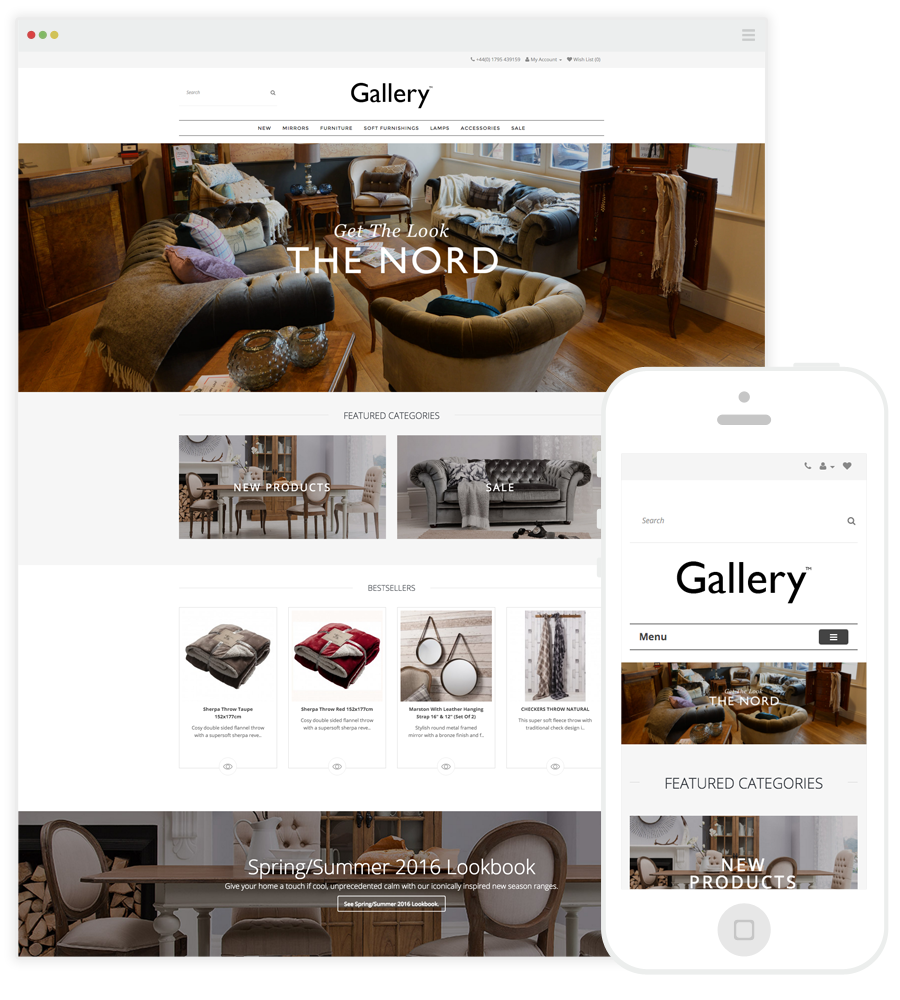 +44(0) 1795 439159 My Account Wish List (0)
Search
Gallery™
NEW MIRRORS FURNITURE SOFT FURNISHINGS LAMPS ACCESSORIES SALE
Get The Look
THE NORD
FEATURED CATEGORIES
NEW PRODUCTS
SALE
BESTSELLERS
Sherpa Throw Taupe
152x177cm
Cosy double sided flannel throw
with a supersoft sherpa reve..
Sherpa Throw Red 152x177cm
Cosy double sided flannel throw
with a supersoft sherpa reve..
Marston With Leather Hanging
Strap 16" & 12" (Set Of 2)
Stylish round metal framed
mirror with a bronze finish and f..
CHECKERS THROW NATURAL
This super soft fleece throw with
traditional check design i..
Spring/Summer 2016 Lookbook
Give your home a touch if cool, unprecedented calm with our iconically inspired new season ranges.
See Spring/Summer 2016 Lookbook.
Search
Gallery™
Menu
Get The Look
THE NORD
FEATURED CATEGORIES
NEW
PRODUCTS